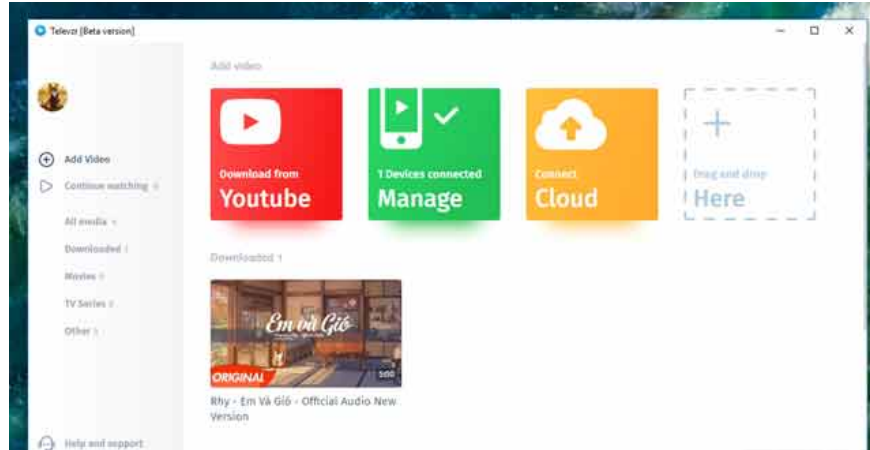 Televzr [Beta version]
Add video
Download from
Youtube
1 Devices connected
Manage
Connect
Cloud
Drag and drop
Here
Add Video
Continue watching
All media
Downloaded 1
Movies
TV Series
Other
Downloaded 1
Em và Gió
ORIGINAL
Rhy - Em Và Gió - Official Audio New
Version
Help and support